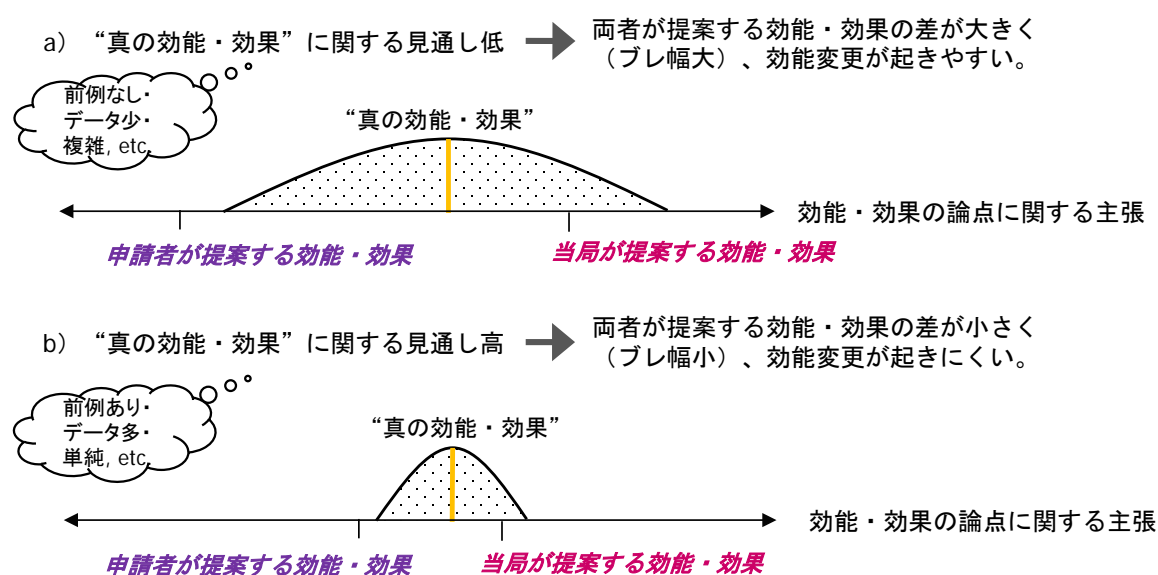 a) “真の効能・効果”に関する見通し低
両者が提案する効能・効果の差が大きく
(ブレ幅大)、効能変更が起きやすい。
前例なし・
データ少・
複雑, etc
“真の効能・効果”
効能・効果の論点に関する主張
申請者が提案する効能・効果
当局が提案する効能・効果
b) “真の効能・効果”に関する見通し高
両者が提案する効能・効果の差が小さく
(ブレ幅小)、効能変更が起きにくい。
前例あり・
データ多・
単純, etc
“真の効能・効果”
効能・効果の論点に関する主張
申請者が提案する効能・効果
当局が提案する効能・効果